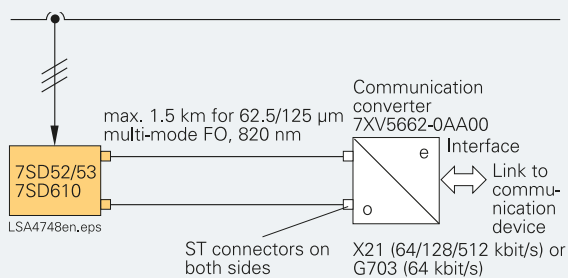 max. 1.5 km for 62.5/125 µm
multi-mode FO, 820 nm
Communication
converter
7XV5662-0AA00
7SD52/53
7SD610
LSA4748en.eps
e
o
Interface
Link to
commu-
nication
device
ST connectors on
both sides
X21 (64/128/512 kbit/s) or
G703 (64 kbit/s)